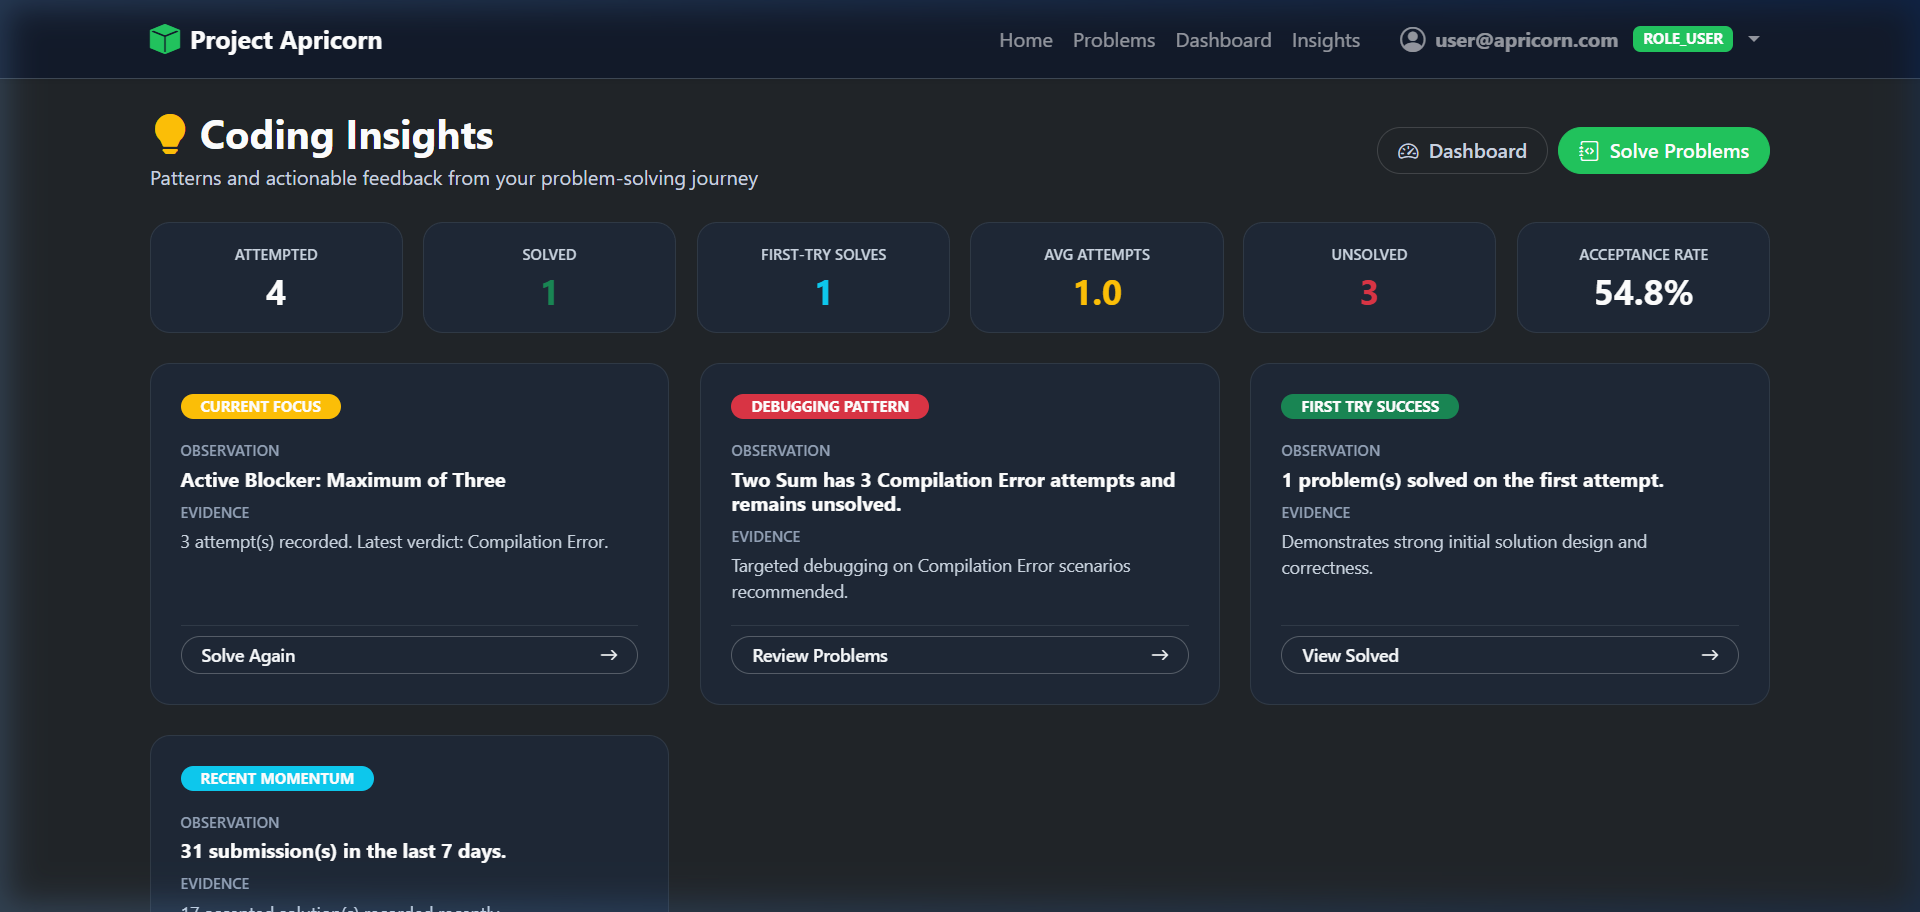 Project Apricorn
Home Problems Dashboard Insights user@apricorn.com ROLE_USER
Coding Insights
Patterns and actionable feedback from your problem-solving journey
Dashboard
Solve Problems
ATTEMPTED
4
SOLVED
1
FIRST-TRY SOLVES
1
AVG ATTEMPTS
1.0
UNSOLVED
3
ACCEPTANCE RATE
54.8%
CURRENT FOCUS
OBSERVATION
Active Blocker: Maximum of Three
EVIDENCE
3 attempt(s) recorded. Latest verdict: Compilation Error.
Solve Again
DEBUGGING PATTERN
OBSERVATION
Two Sum has 3 Compilation Error attempts and
remains unsolved.
EVIDENCE
Targeted debugging on Compilation Error scenarios
recommended.
Review Problems
FIRST TRY SUCCESS
OBSERVATION
1 problem(s) solved on the first attempt.
EVIDENCE
Demonstrates strong initial solution design and
correctness.
View Solved
RECENT MOMENTUM
OBSERVATION
31 submission(s) in the last 7 days.
EVIDENCE
17 accepted solution(s) recorded recently.